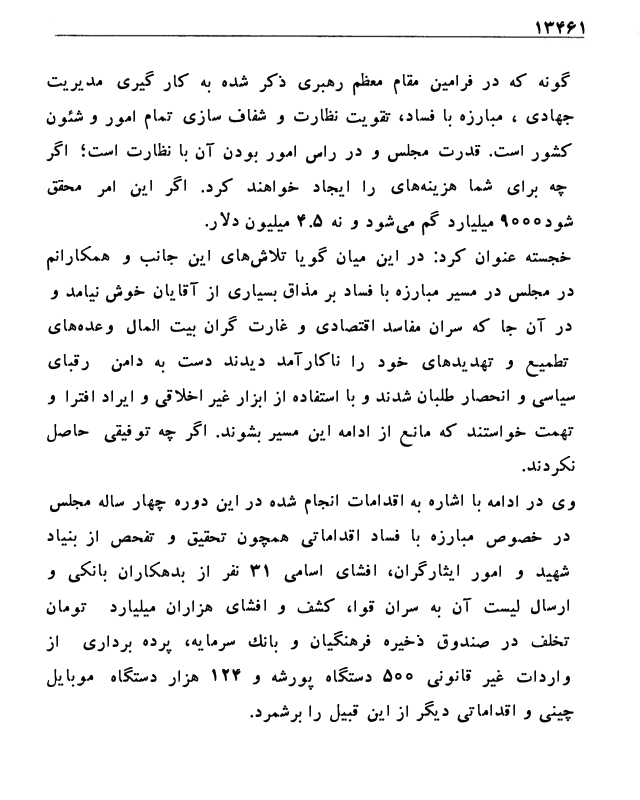 ۱۳۴۶۱
گونه که در فرامین مقام معظم رهبری ذکر شده به کار گیری مدیریت
جهادی ، مبارزه با فساد، تقویت نظارت و شفاف سازی تمام امور و شئون
کشور است. قدرت مجلس و در راس امور بودن آن با نظارت است؛ اگر
چه برای شما هزینه‌های را ایجاد خواهند کرد. اگر این امر محقق
شود ۹۰۰۰ میلیارد گم می‌شود و نه ۴.۵ میلیون دلار.
خجسته عنوان کرد: در این میان گویا تلاش‌های این جانب و همکارانم
در مجلس در مسیر مبارزه با فساد بر مذاق بسیاری از آقایان خوش نیامد و
در آن جا که سران مفاسد اقتصادی و غارت گران بیت المال وعده‌های
تطمیع و تهدیدهای خود را ناکارآمد دیدند دست به دامن رقبای
سیاسی و انحصار طلبان شدند و با استفاده از ابزار غیر اخلاقی و ایراد افترا و
تهمت خواستند که مانع از ادامه این مسیر بشوند. اگر چه توفیقی حاصل
نکردند.
وی در ادامه با اشاره به اقدامات انجام شده در این دوره چهار ساله مجلس
در خصوص مبارزه با فساد اقداماتی همچون تحقیق و تفحص از بنیاد
شهید و امور ایثارگران، افشای اسامی ۳۱ نفر از بدهکاران بانکی و
ارسال لیست آن به سران قوا، کشف و افشای هزاران میلیارد تومان
تخلف در صندوق ذخیره فرهنگیان و بانك سرمایه، پرده برداری از
واردات غیر قانونی ۵۰۰ دستگاه پورشه و ۱۲۴ هزار دستگاه موبایل
چینی و اقداماتی دیگر از این قبیل را برشمرد.